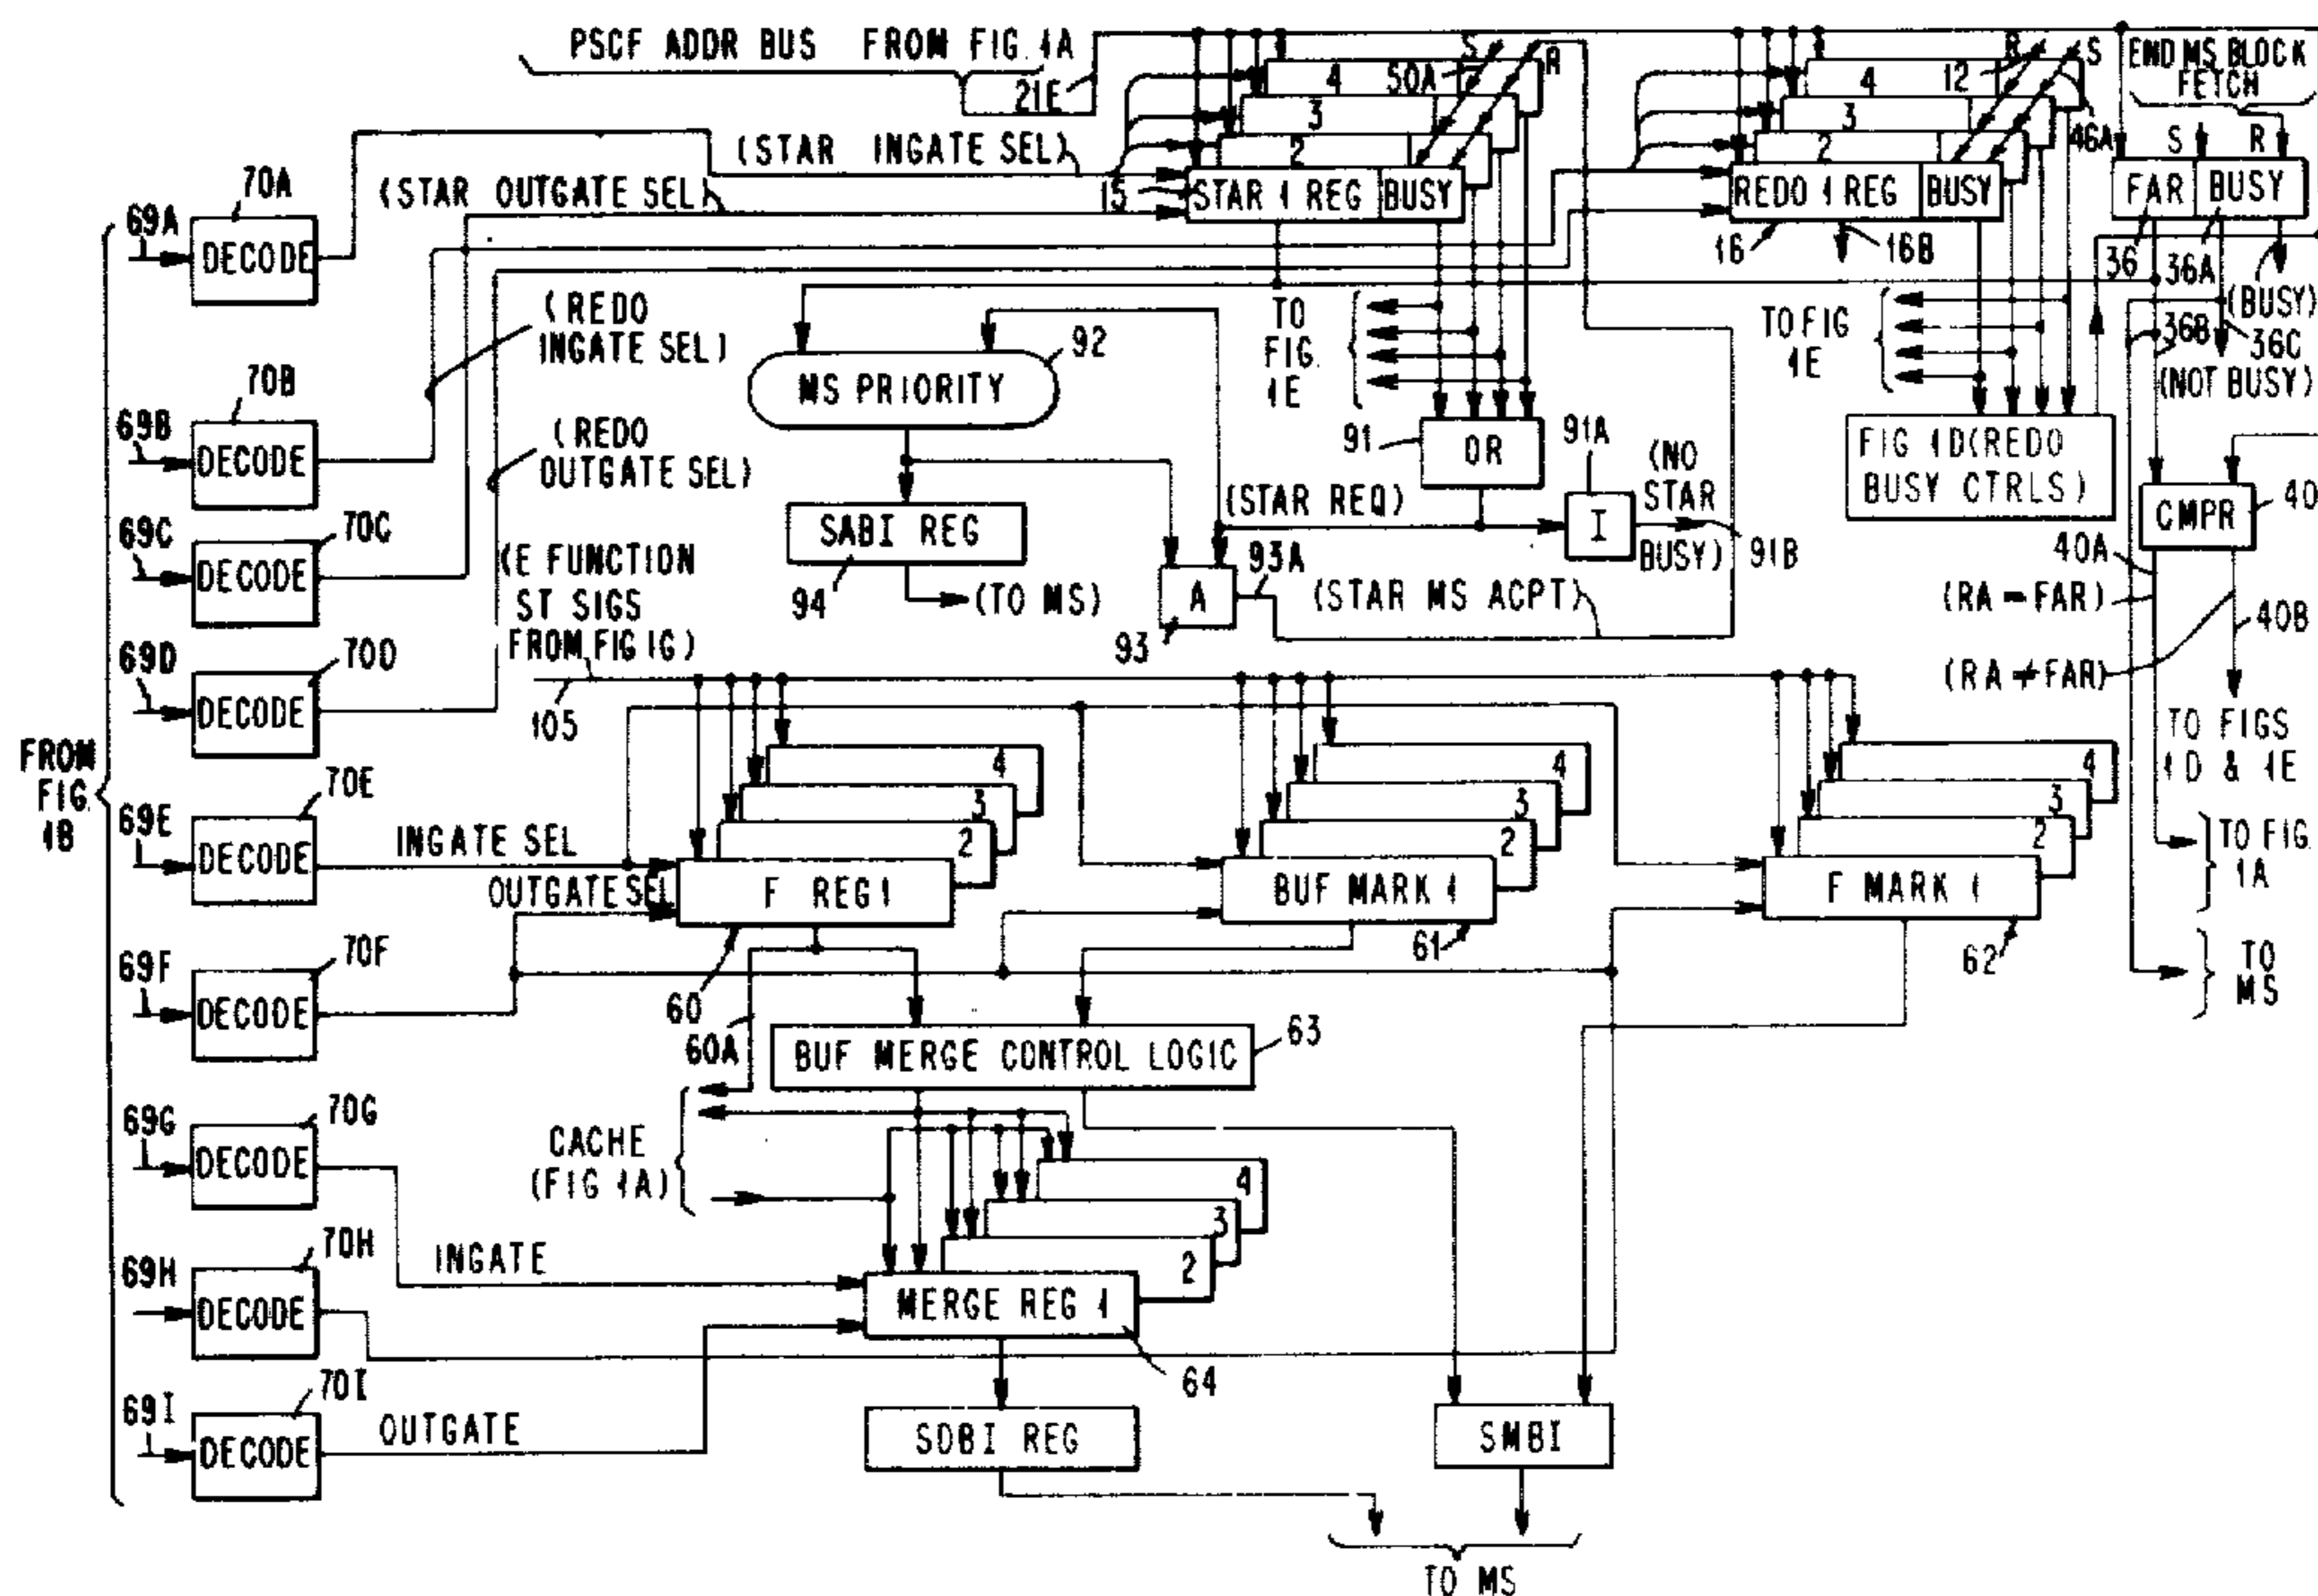 PSCF ADDR BUS FROM FIG. 1A
21E
50A
S
R
4
3
2
STAR 1 REG
BUSY
15
12
R
S
46A
4
3
2
REDO 1 REG
BUSY
16
16B
END MS BLOCK
FETCH
S
R
FAR
BUSY
36
36A
(BUSY)
36B
36C
(NOT BUSY)
(STAR INGATE SEL)
(STAR OUTGATE SEL)
69A
70A
DECODE
(REDO
INGATE SEL)
69B
70B
DECODE
(REDO
OUTGATE SEL)
69C
70C
DECODE
69D
70D
DECODE
MS PRIORITY
92
SABI REG
94
(TO MS)
TO
FIG.
1E
91
OR
91A
(NO
STAR
BUSY)
I
91B
(STAR REQ)
93A
A
93
(STAR MS ACPT)
TO FIG
1E
FIG 1D (REDO
BUSY CTRLS)
CMPR
40
40A
(RA = FAR)
40B
(RA ≠ FAR)
TO FIGS
1D & 1E
TO FIG.
1A
TO
MS
(E FUNCTION
ST SIGS
FROM FIG 1G)
105
FROM
FIG.
1B
69E
70E
DECODE
INGATE SEL
OUTGATE SEL
4
3
2
F REG 1
60
60A
4
3
2
BUF MARK 1
61
4
3
2
F MARK 1
62
69F
70F
DECODE
BUF MERGE CONTROL LOGIC
63
69G
70G
DECODE
CACHE
(FIG 1A)
4
3
2
MERGE REG 1
64
INGATE
69H
70H
DECODE
69I
70I
DECODE
OUTGATE
SDBI REG
SMBI
TO MS